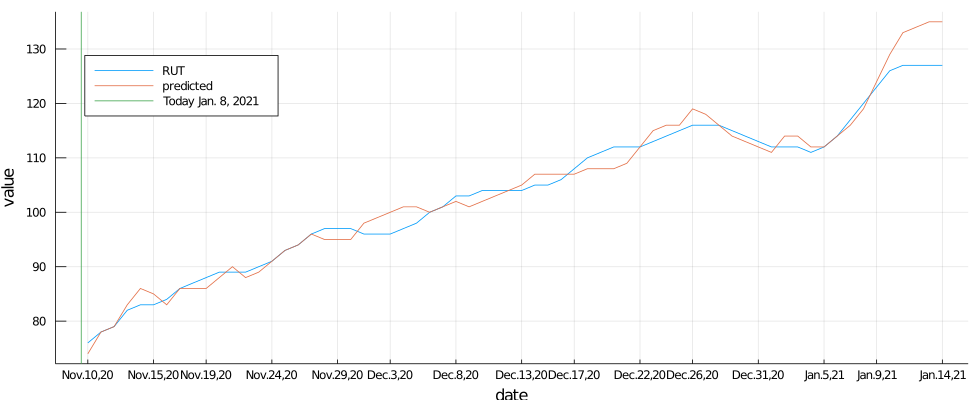 130
120
110
100
90
80
value
RUT
predicted
Today Jan. 8, 2021
Nov.10,20 Nov.15,20 Nov.19,20 Nov.24,20 Nov.29,20 Dec.3,20 Dec.8,20 Dec.13,20 Dec.17,20 Dec.22,20 Dec.26,20 Dec.31,20 Jan.5,21 Jan.9,21 Jan.14,21
date